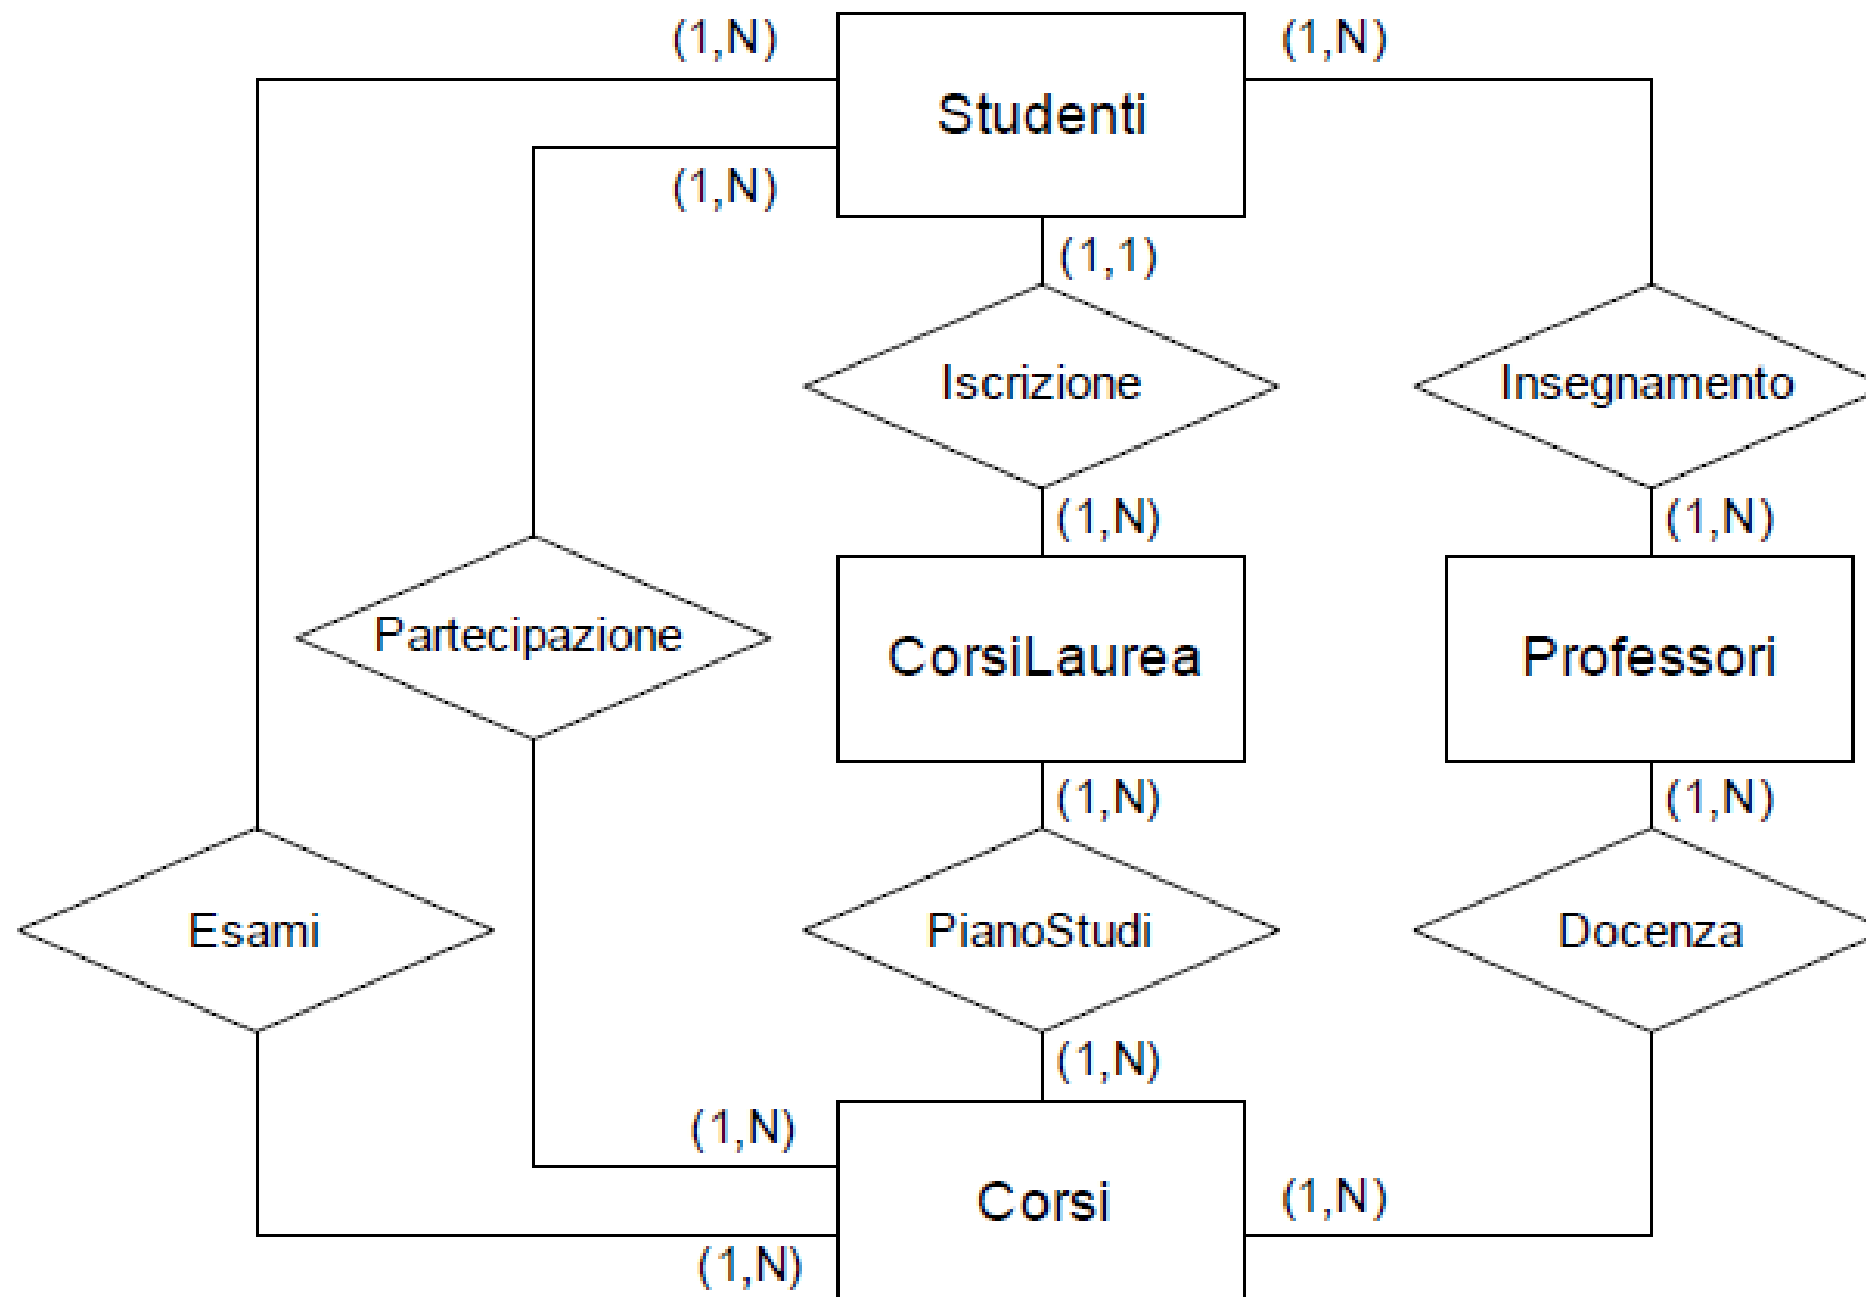 (1,N)
(1,N)
Studenti
(1,N)
(1,1)
Iscrizione
Insegnamento
(1,N)
(1,N)
Partecipazione
CorsiLaurea
Professori
(1,N)
(1,N)
Esami
PianoStudi
Docenza
(1,N)
(1,N)
Corsi
(1,N)
(1,N)